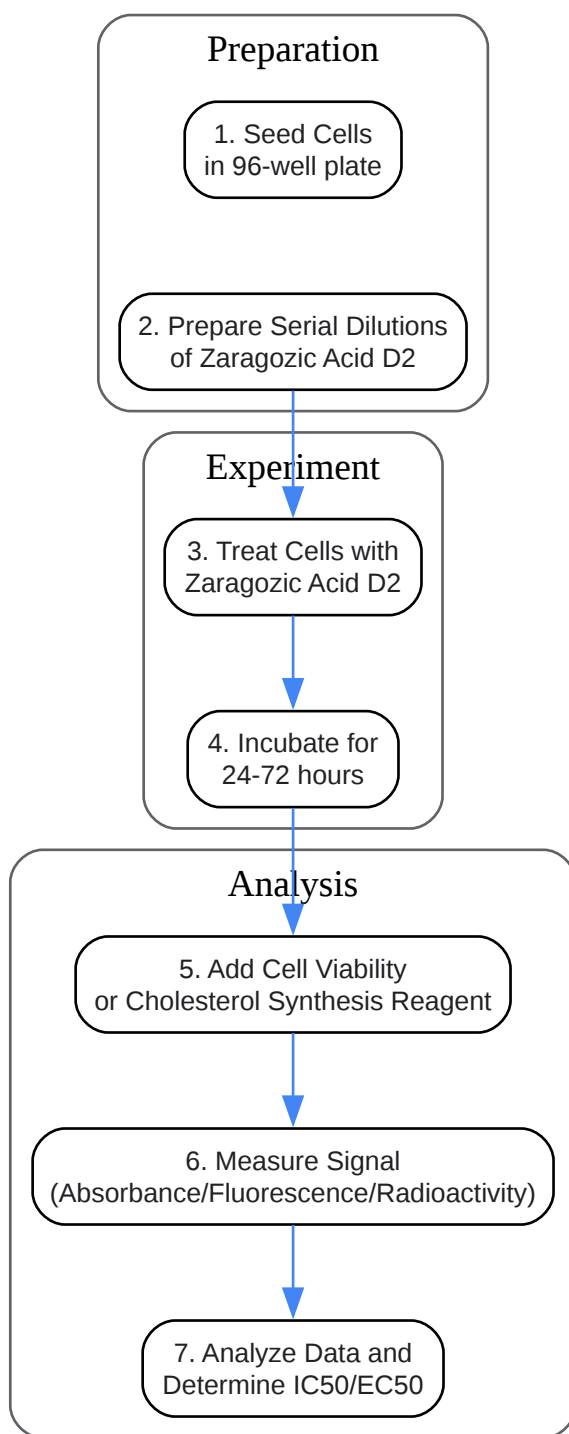 Preparation
1. Seed Cells
in 96-well plate
2. Prepare Serial Dilutions
of Zaragozic Acid D2
Experiment
3. Treat Cells with
Zaragozic Acid D2
4. Incubate for
24-72 hours
Analysis
5. Add Cell Viability
or Cholesterol Synthesis Reagent
6. Measure Signal
(Absorbance/Fluorescence/Radioactivity)
7. Analyze Data and
Determine IC50/EC50